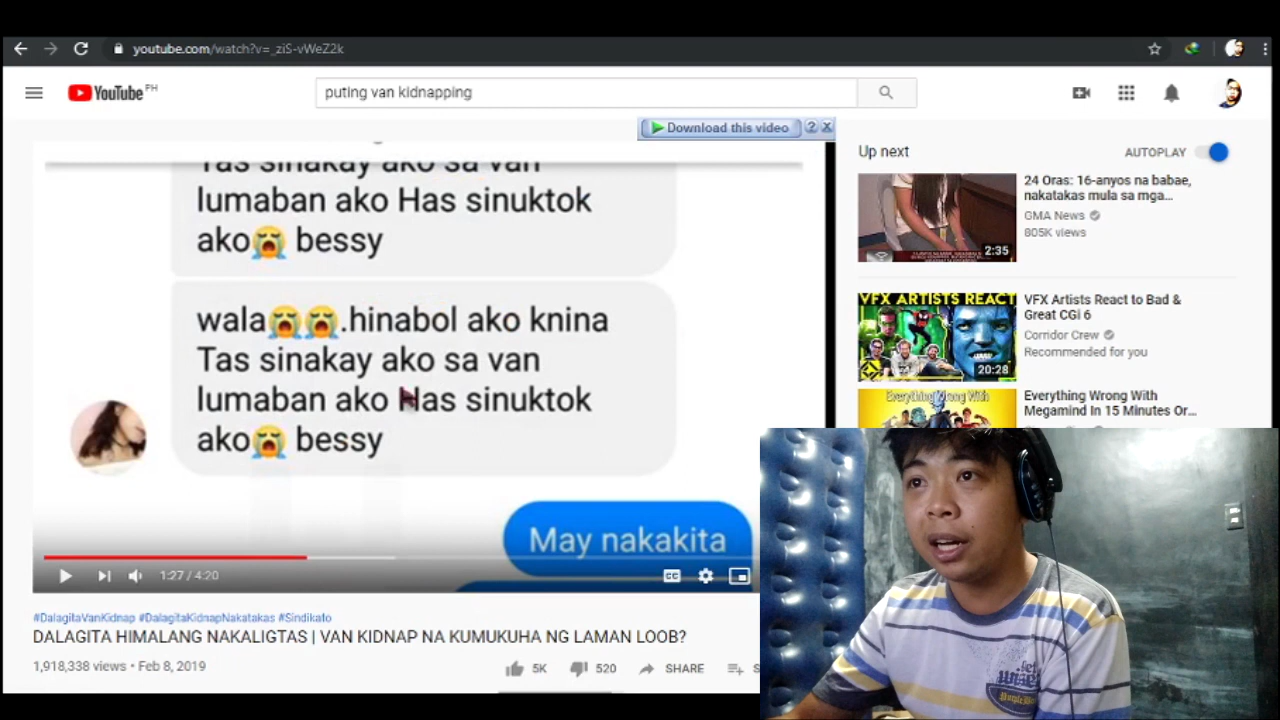 youtube.com/watch?v=_ziS-vWeZ2k
YouTube PH
puting van kidnapping
Download this video
? X
Tas sinakay ako sa van
lumaban ako Has sinuktok
ako😭 bessy
wala😭😭.hinabol ako knina
Tas sinakay ako sa van
lumaban ako Has sinuktok
ako😭 bessy
May nakakita
1:27 / 4:20
CC
#DalagitaVanKidnap #DalagitaKidnapNakatakas #Sindikato
DALAGITA HIMALANG NAKALIGTAS | VAN KIDNAP NA KUMUKUHA NG LAMAN LOOB?
1,918,338 views • Feb 8, 2019
5K
520
SHARE
S
Up next
AUTOPLAY
2:35
24 Oras: 16-anyos na babae,
nakatakas mula sa mga...
GMA News
805K views
VFX ARTISTS REACT
20:28
VFX Artists React to Bad &
Great CGi 6
Corridor Crew
Recommended for you
Everything Wrong With
Everything Wrong With
Megamind In 15 Minutes Or...